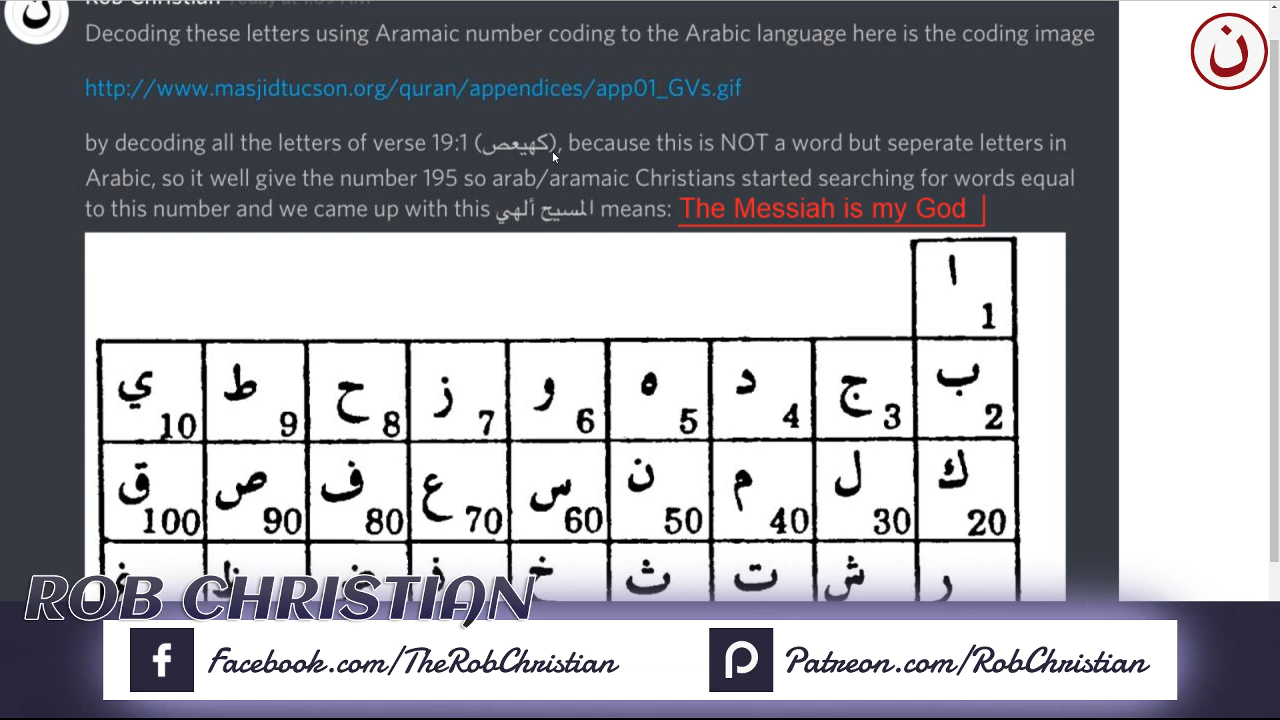 Rob Christian
Decoding these letters using Aramaic number coding to the Arabic language here is the coding image
http://www.masjidtucson.org/quran/appendices/app01_GVs.gif
by decoding all the letters of verse 19:1 (كهيعص), because this is NOT a word but seperate letters in
Arabic, so it well give the number 195 so arab/aramaic Christians started searching for words equal
to this number and we came up with this المسيح ألهي means: The Messiah is my God
ن
ن
ا 1
ب 2 ج 3 د 4 ه 5 و 6 ز 7 ح 8 ط 9 ي 10
ك 20 ل 30 م 40 ن 50 س 60 ع 70 ف 80 ص 90 ق 100
ر ش ت ث خ
ROB CHRISTIAN
Facebook.com/TheRobChristian
Patreon.com/RobChristian